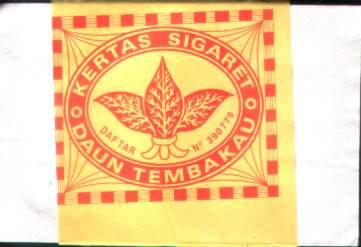 KERTAS SIGARET
DAFTAR Nº 390779
DAUN TEMBAKAU